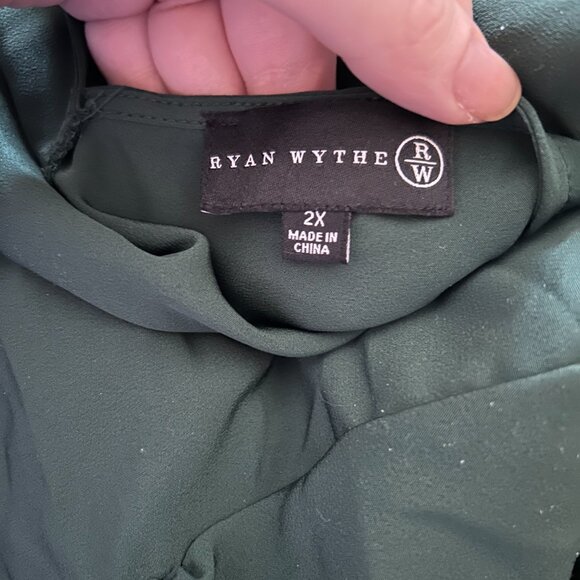 RYAN WYTHE R W
2X
MADE IN
CHINA